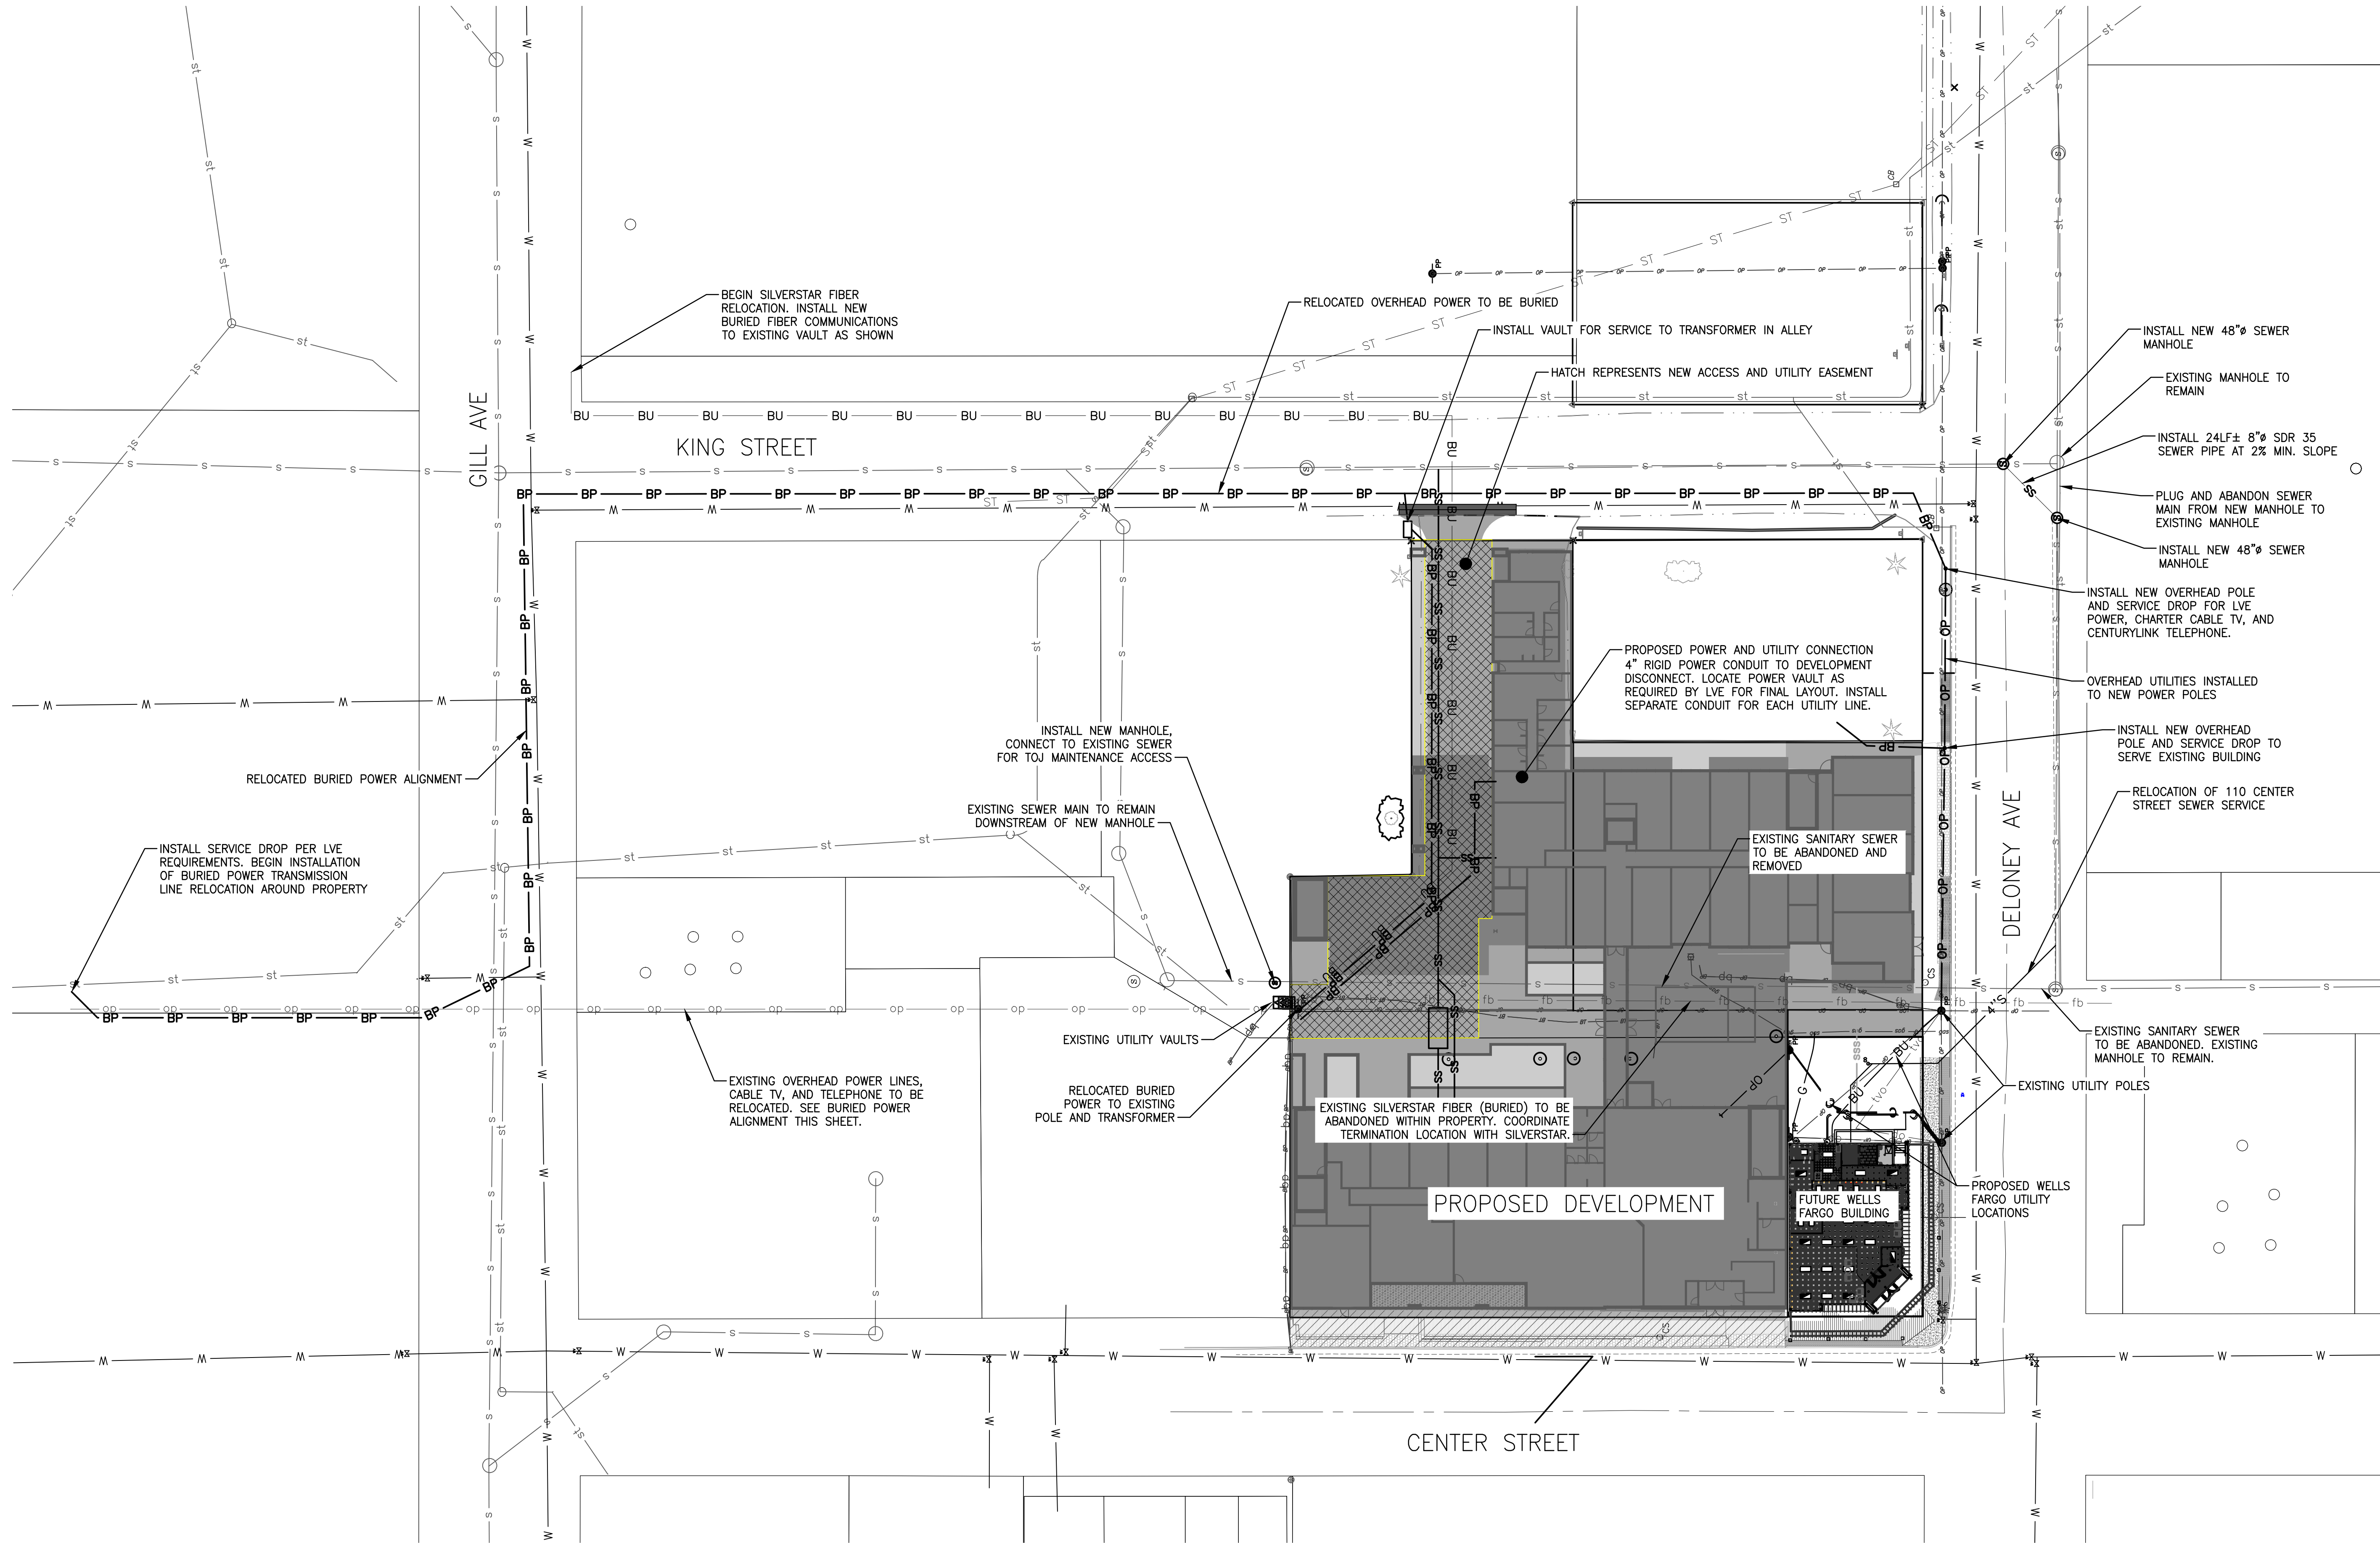 BEGIN SILVERSTAR FIBER
RELOCATION. INSTALL NEW
BURIED FIBER COMMUNICATIONS
TO EXISTING VAULT AS SHOWN
RELOCATED OVERHEAD POWER TO BE BURIED
INSTALL VAULT FOR SERVICE TO TRANSFORMER IN ALLEY
HATCH REPRESENTS NEW ACCESS AND UTILITY EASEMENT
INSTALL NEW 48"ø SEWER
MANHOLE
EXISTING MANHOLE TO
REMAIN
INSTALL 24LF± 8"ø SDR 35
SEWER PIPE AT 2% MIN. SLOPE
PLUG AND ABANDON SEWER
MAIN FROM NEW MANHOLE TO
EXISTING MANHOLE
INSTALL NEW 48"ø SEWER
MANHOLE
INSTALL NEW OVERHEAD POLE
AND SERVICE DROP FOR LVE
POWER, CHARTER CABLE TV, AND
CENTURYLINK TELEPHONE.
OVERHEAD UTILITIES INSTALLED
TO NEW POWER POLES
INSTALL NEW OVERHEAD
POLE AND SERVICE DROP TO
SERVE EXISTING BUILDING
RELOCATION OF 110 CENTER
STREET SEWER SERVICE
GILL AVE
KING STREET
DELONEY AVE
CENTER STREET
PROPOSED POWER AND UTILITY CONNECTION
4" RIGID POWER CONDUIT TO DEVELOPMENT
DISCONNECT. LOCATE POWER VAULT AS
REQUIRED BY LVE FOR FINAL LAYOUT. INSTALL
SEPARATE CONDUIT FOR EACH UTILITY LINE.
INSTALL NEW MANHOLE,
CONNECT TO EXISTING SEWER
FOR TOJ MAINTENANCE ACCESS
EXISTING SEWER MAIN TO REMAIN
DOWNSTREAM OF NEW MANHOLE
RELOCATED BURIED POWER ALIGNMENT
INSTALL SERVICE DROP PER LVE
REQUIREMENTS. BEGIN INSTALLATION
OF BURIED POWER TRANSMISSION
LINE RELOCATION AROUND PROPERTY
EXISTING SANITARY SEWER
TO BE ABANDONED AND
REMOVED
EXISTING UTILITY VAULTS
EXISTING OVERHEAD POWER LINES,
CABLE TV, AND TELEPHONE TO BE
RELOCATED. SEE BURIED POWER
ALIGNMENT THIS SHEET.
RELOCATED BURIED
POWER TO EXISTING
POLE AND TRANSFORMER
EXISTING SILVERSTAR FIBER (BURIED) TO BE
ABANDONED WITHIN PROPERTY. COORDINATE
TERMINATION LOCATION WITH SILVERSTAR.
4"S
EXISTING SANITARY SEWER
TO BE ABANDONED. EXISTING
MANHOLE TO REMAIN.
EXISTING UTILITY POLES
PROPOSED DEVELOPMENT
FUTURE WELLS
FARGO BUILDING
PROPOSED WELLS
FARGO UTILITY
LOCATIONS